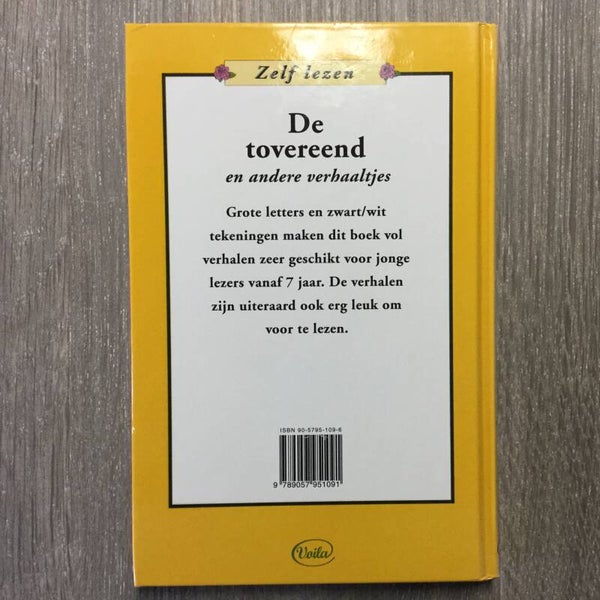 Zelf lezen
De
tovereend
en andere verhaaltjes
Grote letters en zwart/wit
tekeningen maken dit boek vol
verhalen zeer geschikt voor jonge
lezers vanaf 7 jaar. De verhalen
zijn uiteraard ook erg leuk om
voor te lezen.
ISBN 90-5795-109-6
9 789057 951091
Voila